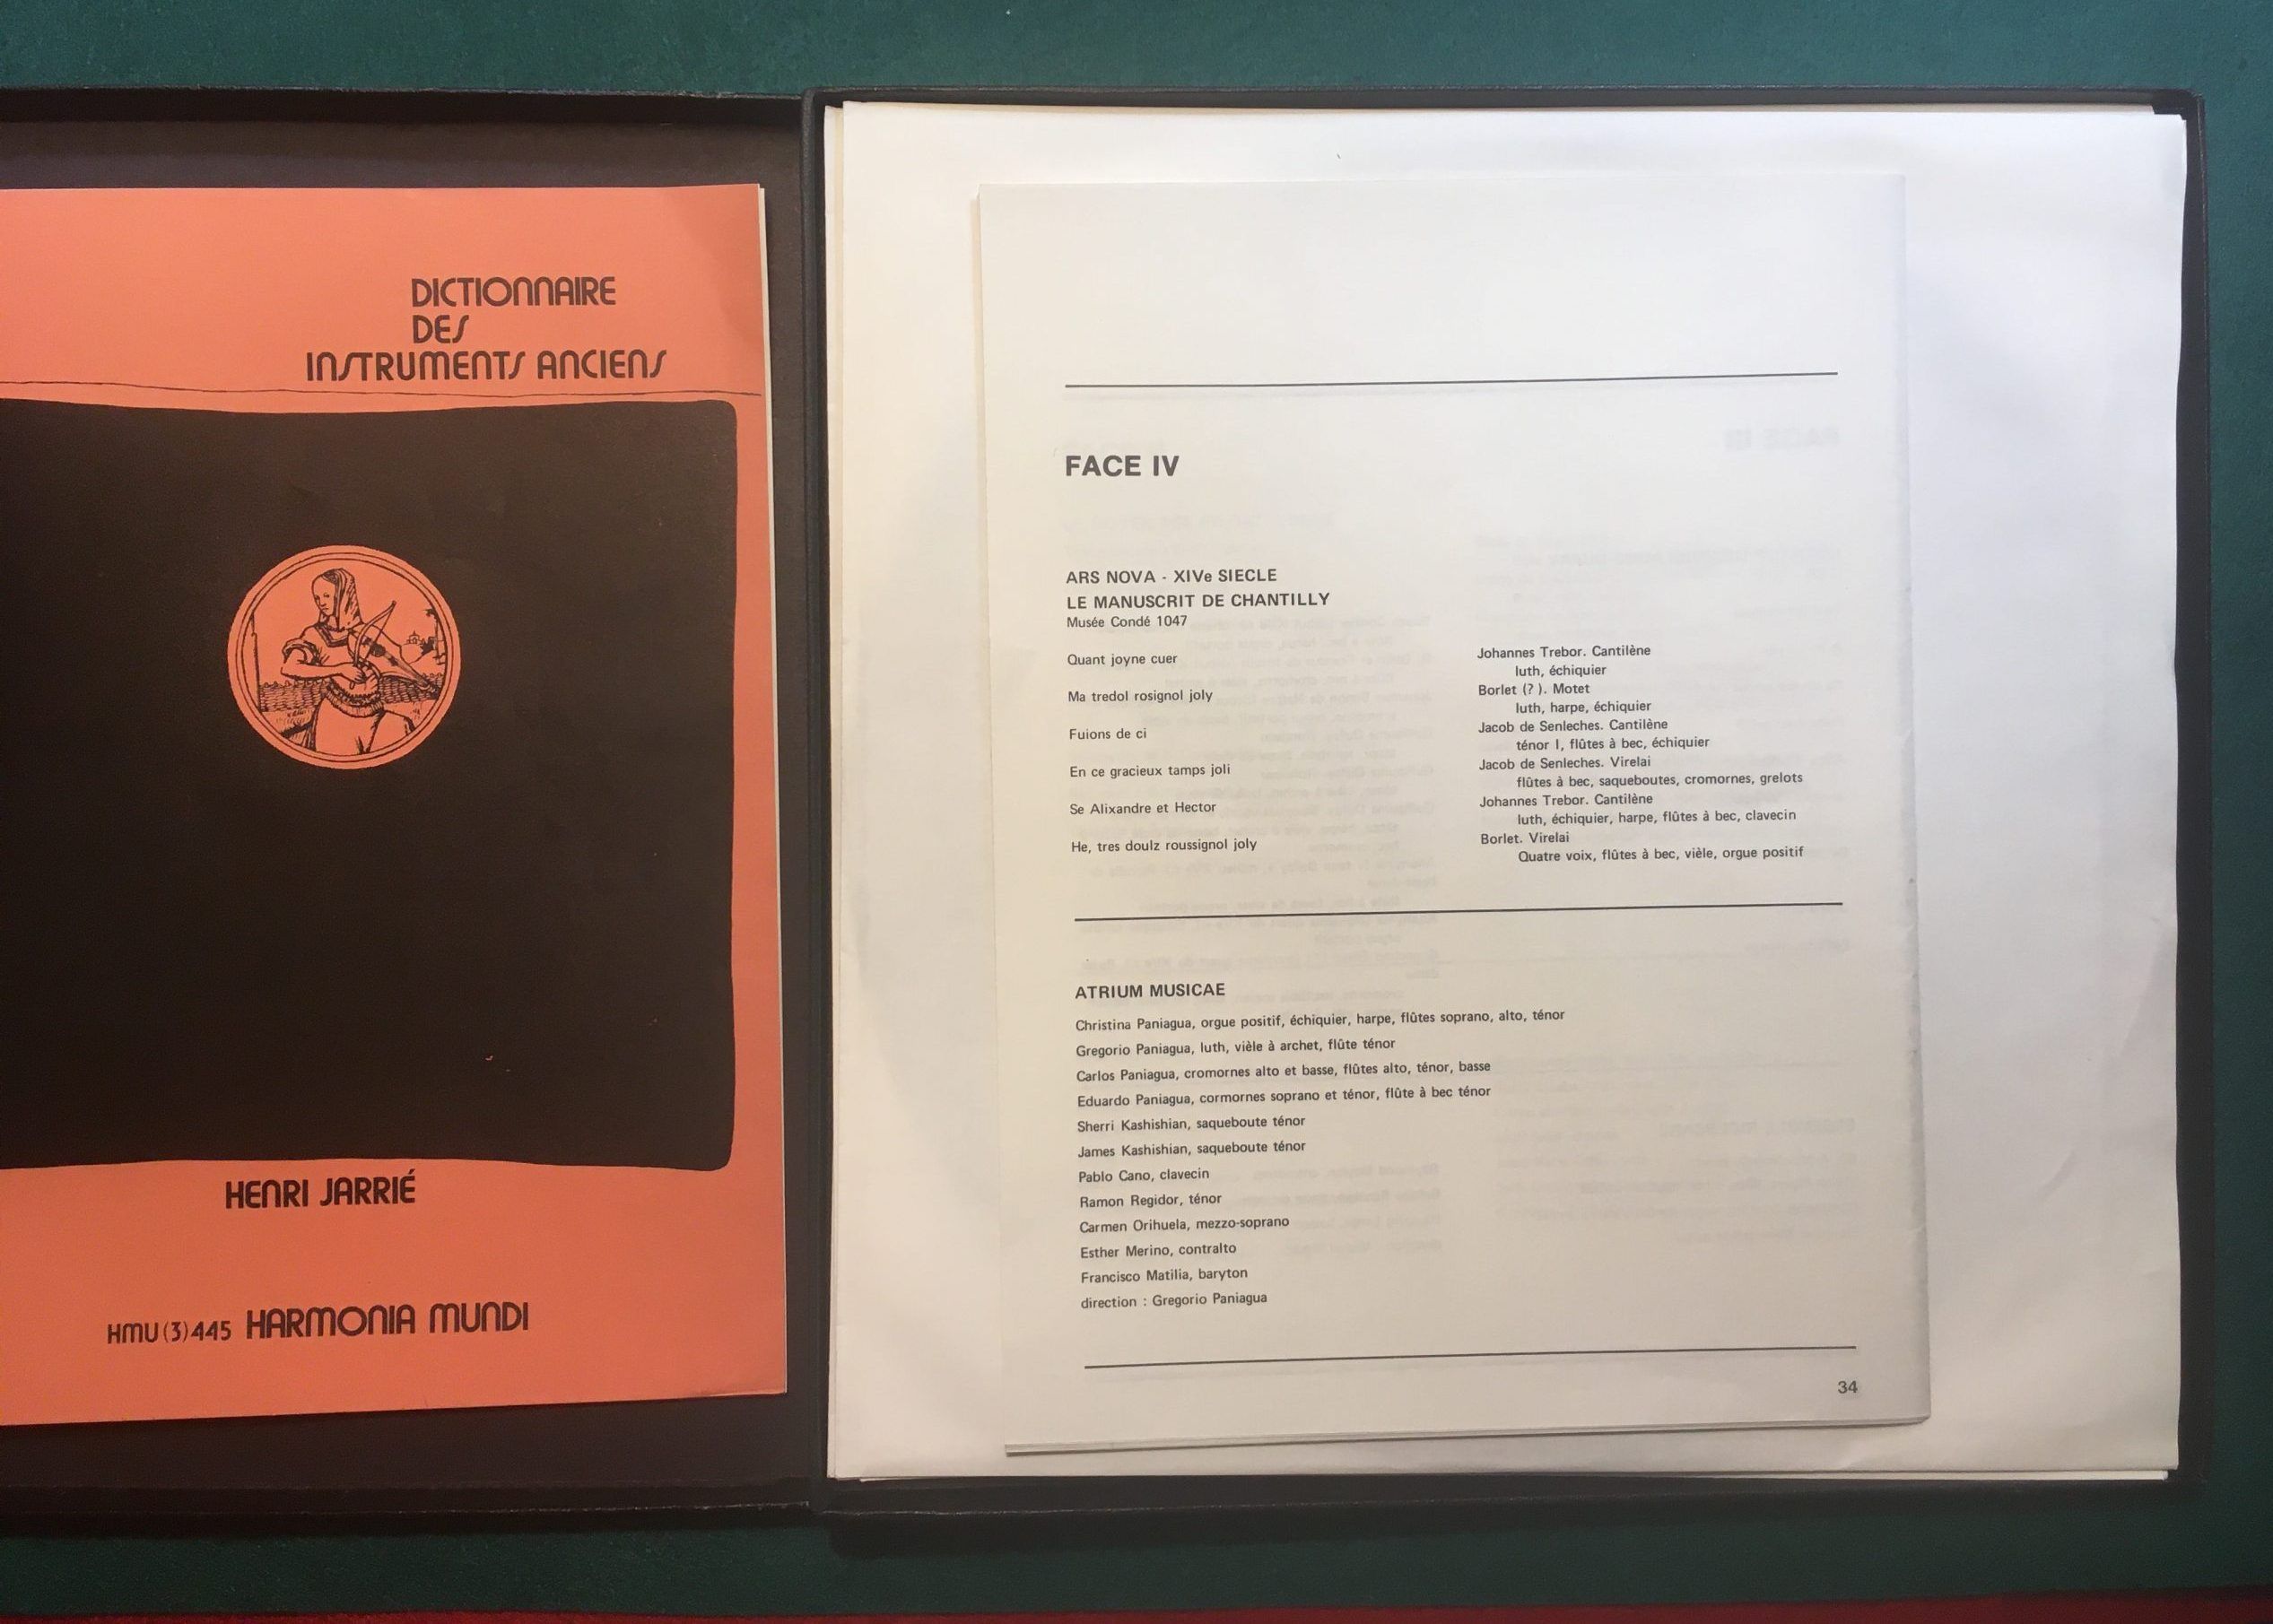 DICTIONNAIRE
DES
INSTRUMENTS ANCIENS
HENRI JARRIÉ
HMU (3) 445 HARMONIA MUNDI
FACE IV
ARS NOVA - XIVe SIECLE
LE MANUSCRIT DE CHANTILLY
Musée Condé 1047
Quant joyne cuer
Johannes Trebor. Cantilène
luth, échiquier
Ma tredol rosignol joly
Borlet (?). Motet
luth, harpe, échiquier
Fuions de ci
Jacob de Senleches. Cantilène
ténor I, flûtes à bec, échiquier
En ce gracieux tamps joli
Jacob de Senleches. Virelai
flûtes à bec, saqueboutes, cromornes, grelots
Se Alixandre et Hector
Johannes Trebor. Cantilène
luth, échiquier, harpe, flûtes à bec, clavecin
He, tres doulz roussignol joly
Borlet. Virelai
Quatre voix, flûtes à bec, vièle, orgue positif
ATRIUM MUSICAE
Christina Paniagua, orgue positif, échiquier, harpe, flûtes soprano, alto, ténor
Gregorio Paniagua, luth, vièle à archet, flûte ténor
Carlos Paniagua, cromornes alto et basse, flûtes alto, ténor, basse
Eduardo Paniagua, cormornes soprano et ténor, flûte à bec ténor
Sherri Kashishian, saqueboute ténor
James Kashishian, saqueboute ténor
Pablo Cano, clavecin
Ramon Regidor, ténor
Carmen Orihuela, mezzo-soprano
Esther Merino, contralto
Francisco Matilia, baryton
direction : Gregorio Paniagua
34